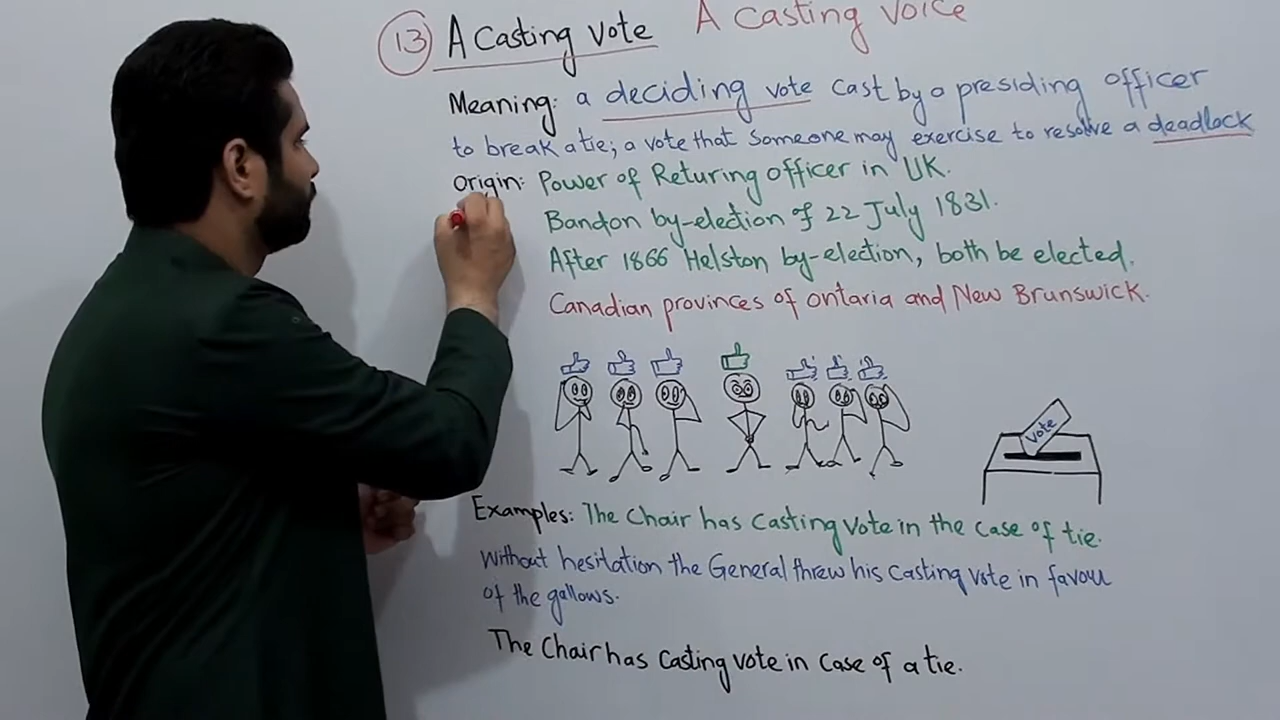 13 A Casting Vote A Casting Voice
Meaning: a deciding vote cast by a presiding officer
to break a tie; a vote that someone may exercise to resolve a deadlock
Origin: Power of Returing officer in UK.
Bandon by-election of 22 July 1831.
After 1866 Helston by-election, both be elected.
Canadian provinces of Ontaria and New Brunswick.
Vote
Examples: The Chair has Casting Vote in the case of tie.
Without hesitation the General threw his Casting vote in favou
of the gallows.
The Chair has Casting vote in case of a tie.